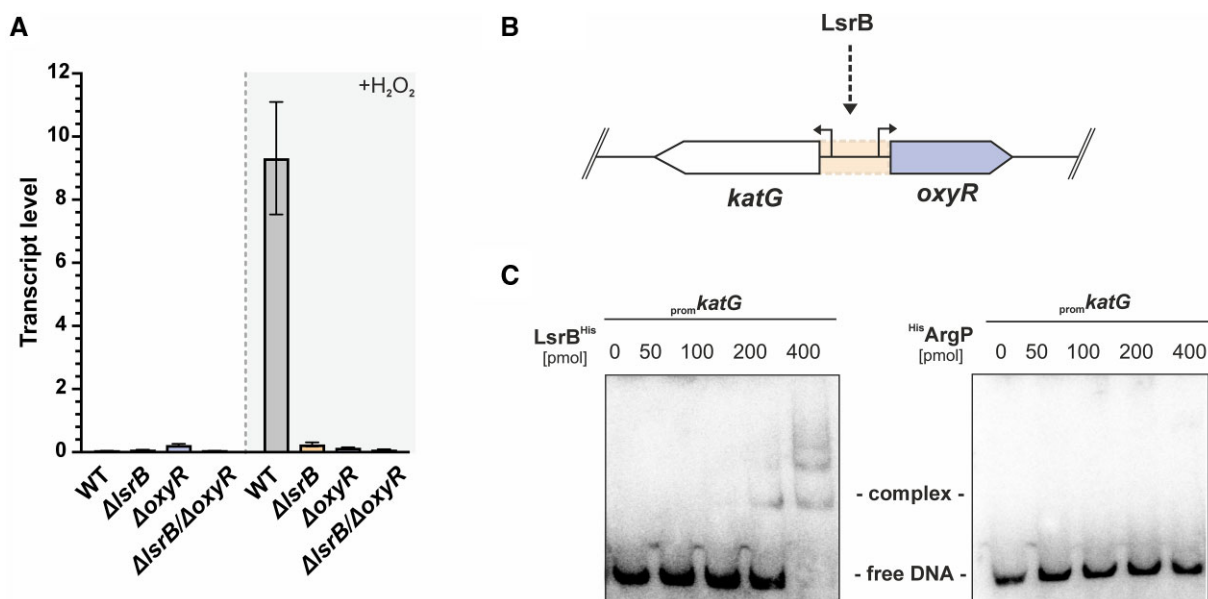 A
+H₂O₂
Transcript level
12
10
8
6
4
2
0
WT
ΔlsrB
ΔoxyR
ΔlsrB/ΔoxyR
WT
ΔlsrB
ΔoxyR
ΔlsrB/ΔoxyR
B
LsrB
katG
oxyR
C
promkatG
LsrBHis
[pmol]
0 50 100 200 400
- complex -
- free DNA -
promkatG
HisArgP
[pmol]
0 50 100 200 400